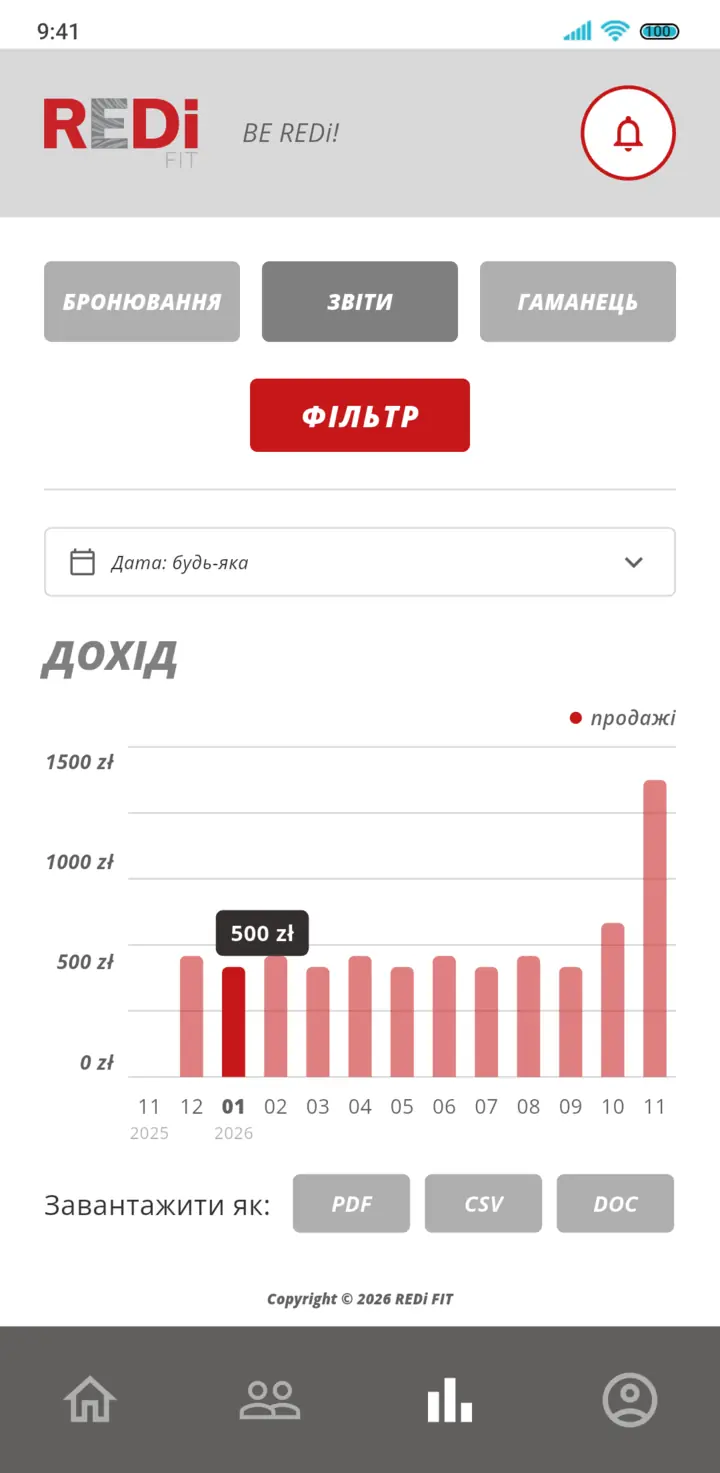 9:41
100
REDi
FIT
BE REDi!
БРОНЮВАННЯ
ЗВІТИ
ГАМАНЕЦЬ
ФІЛЬТР
Дата: будь-яка
ДОХІД
продажі
1500 zł
1000 zł
500 zł
500 zł
0 zł
11 12 01 02 03 04 05 06 07 08 09 10 11
2025 2026
Завантажити як:
PDF
CSV
DOC
Copyright © 2026 REDi FIT